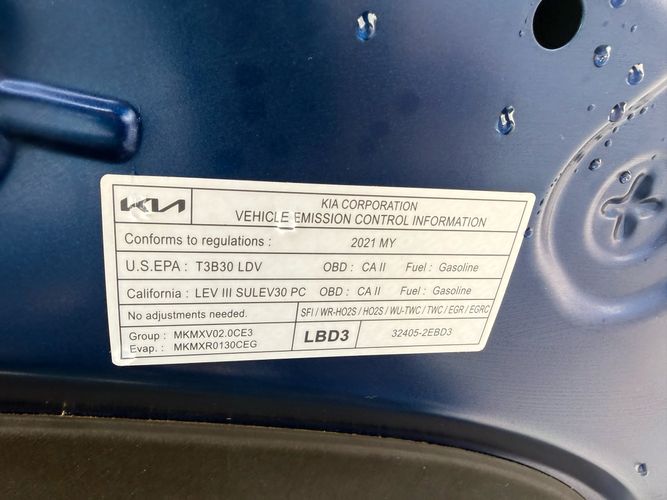 KIA
KIA CORPORATION
VEHICLE EMISSION CONTROL INFORMATION
Conforms to regulations : 2021 MY
U.S.EPA : T3B30 LDV OBD : CA II Fuel : Gasoline
California : LEV III SULEV30 PC OBD : CA II Fuel : Gasoline
No adjustments needed. SFI / WR-HO2S / HO2S / WU-TWC / TWC / EGR / EGRC
Group : MKMXV02.0CE3
Evap. : MKMXR0130CEG
LBD3
32405-2EBD3